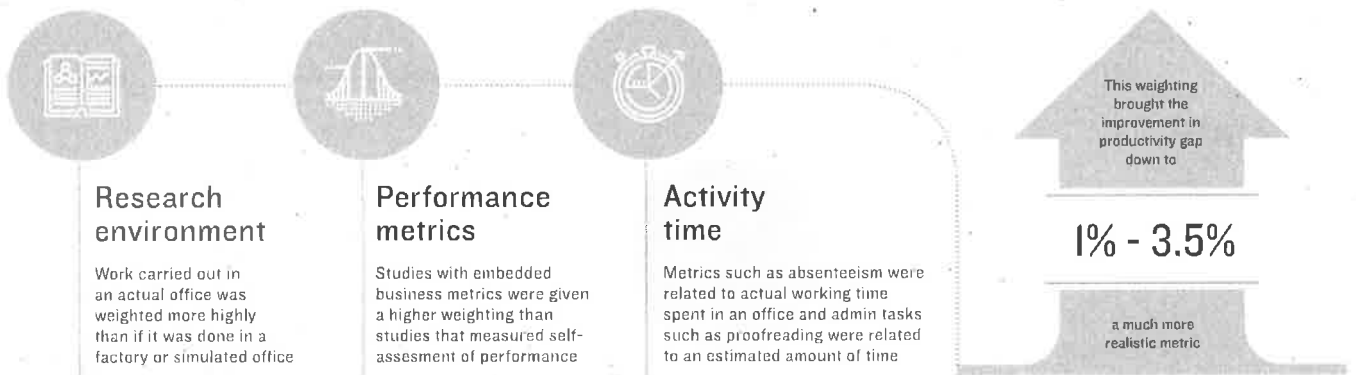 Research
environment
Work carried out in
an actual office was
weighted more highly
than if it was done in a
factory or simulated office
Performance
metrics
Studies with embedded
business metrics were given
a higher weighting than
studies that measured self-
assesment of performance
Activity
time
Metrics such as absenteeism were
related to actual working time
spent in an office and admin tasks
such as proofreading were related
to an estimated amount of time
This weighting
brought the
improvement in
productivity gap
down to
1% - 3.5%
a much more
realistic metric